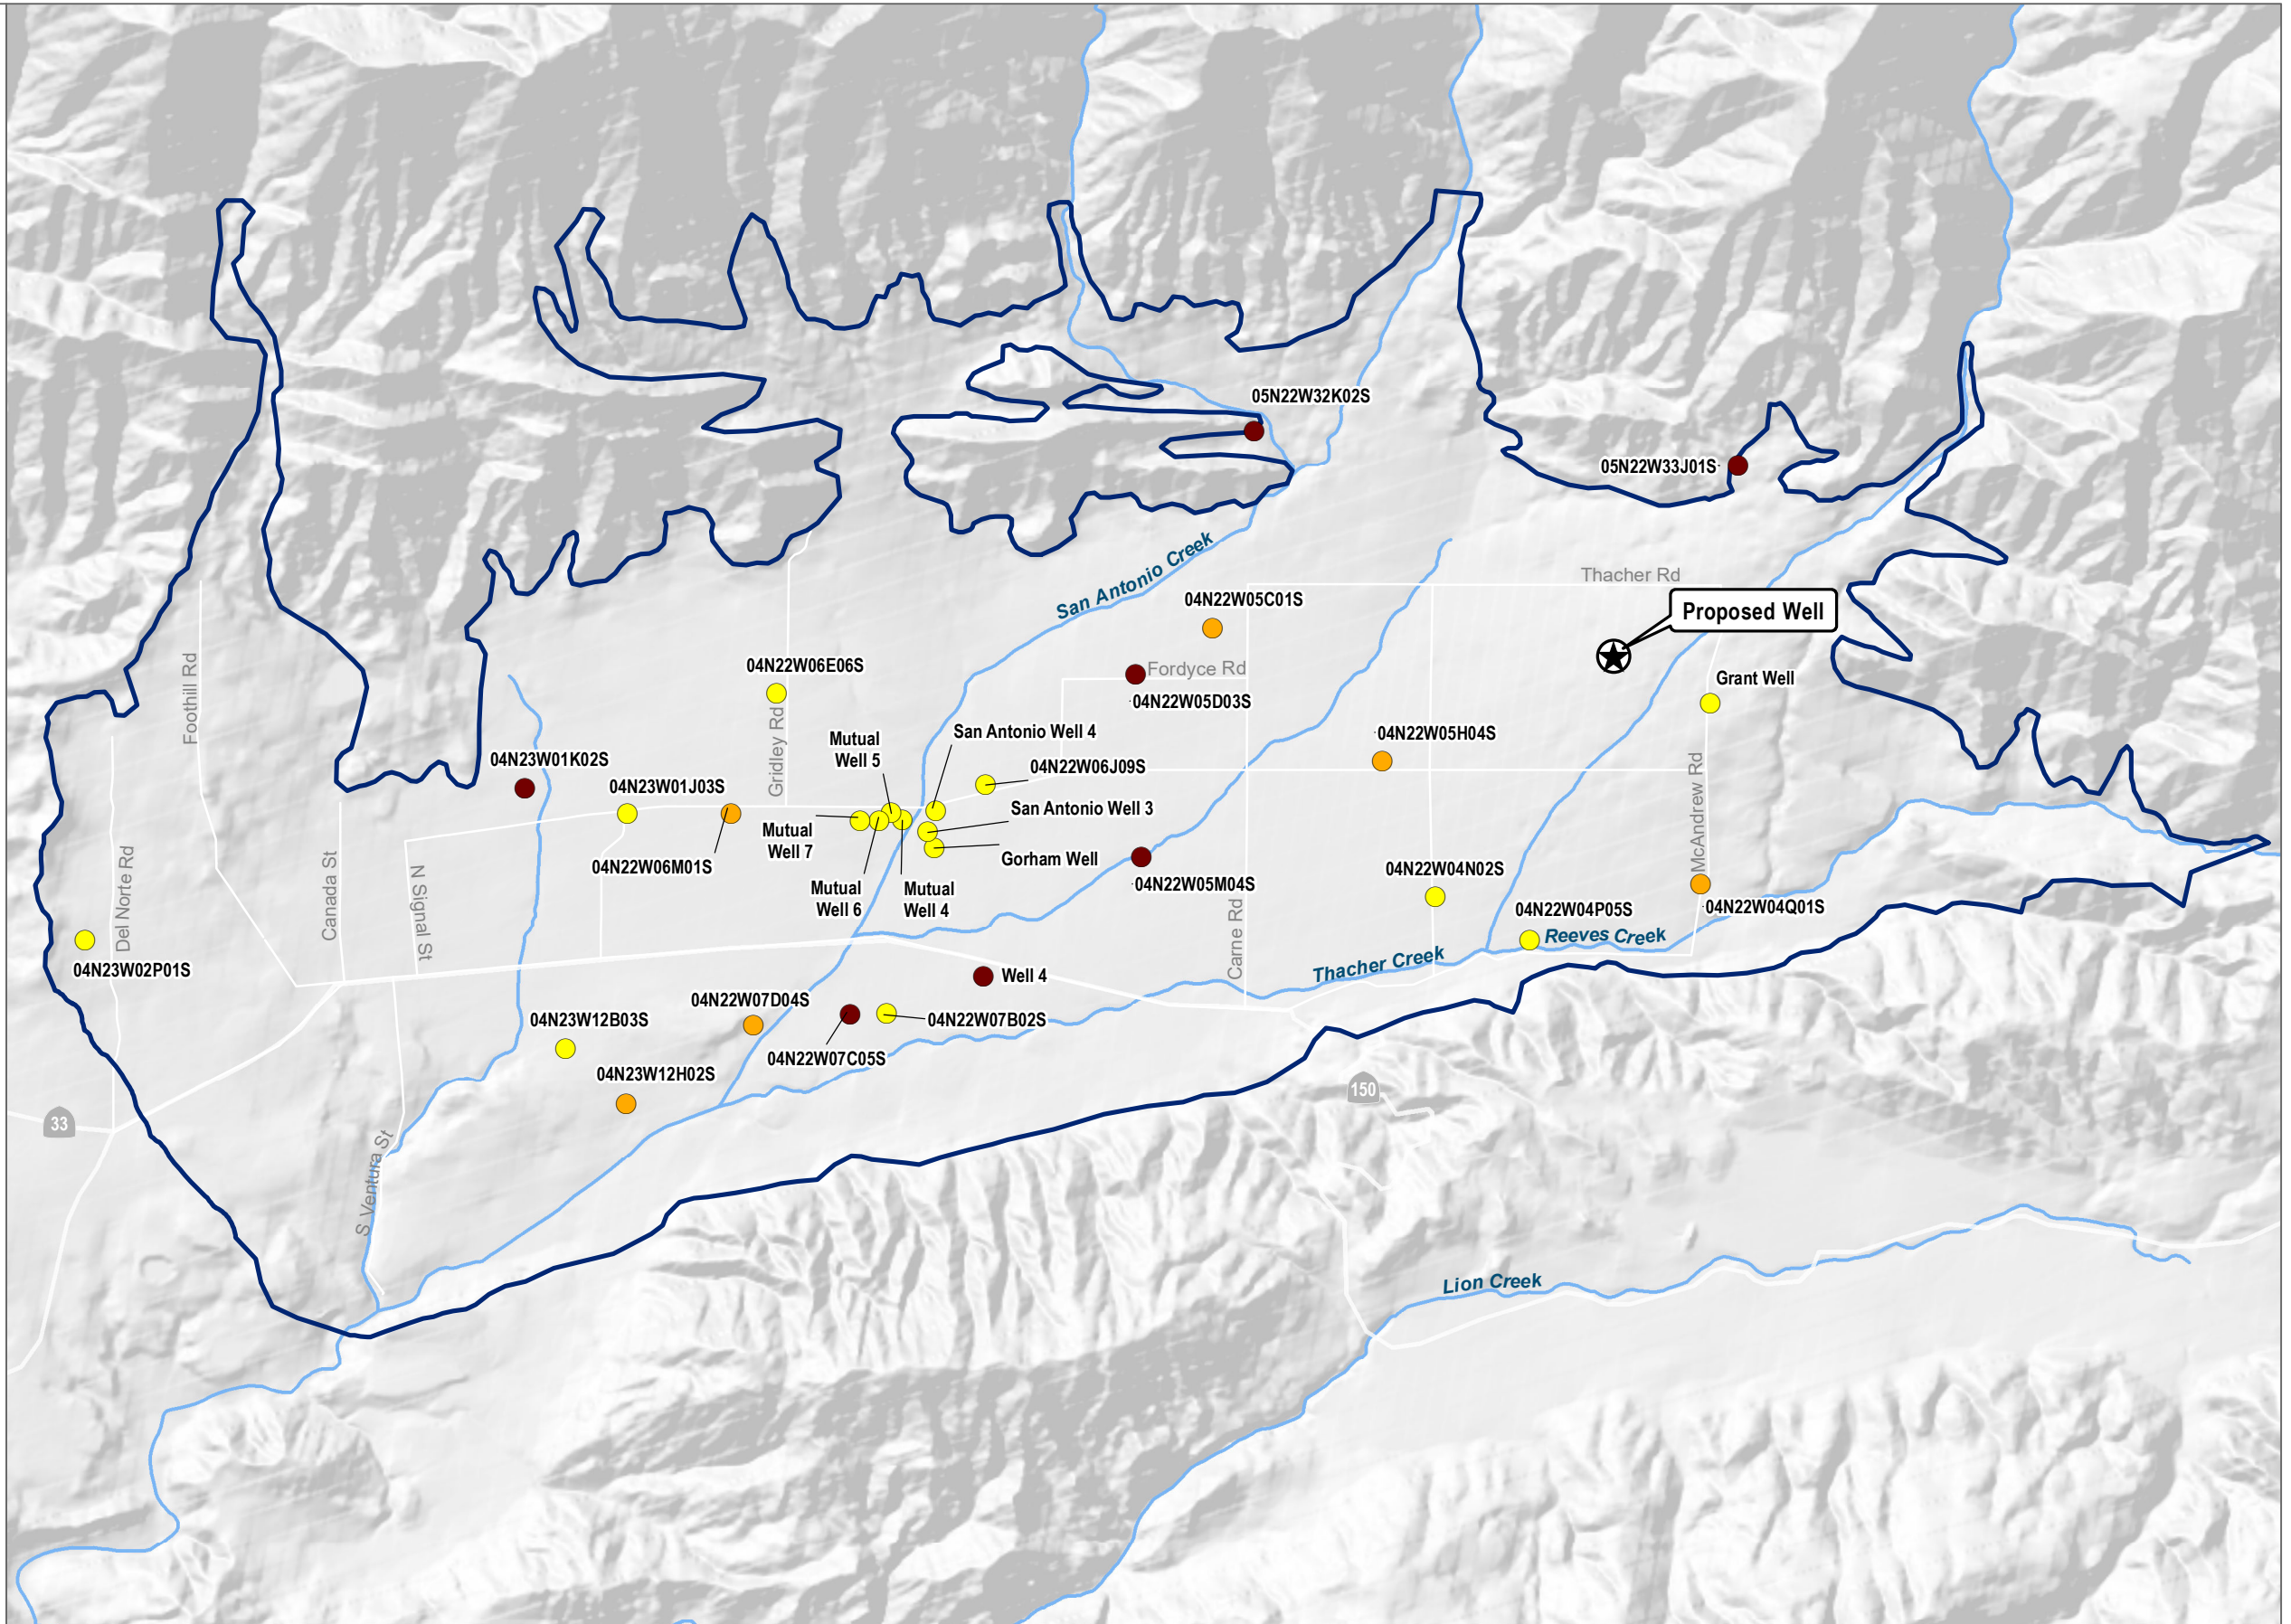 05N22W32K02S
05N22W33J01S
San Antonio Creek
Thacher Rd
04N22W05C01S
Proposed Well
Foothill Rd
04N22W06E06S
Fordyce Rd
Grant Well
04N22W05D03S
Gridley Rd
San Antonio Well 4
Mutual
Well 5
04N22W05H04S
04N23W01K02S
04N22W06J09S
04N23W01J03S
San Antonio Well 3
McAndrew Rd
Mutual
Well 7
Gorham Well
04N22W06M01S
04N22W04N02S
04N22W05M04S
Mutual
Well 6
Mutual
Well 4
Del Norte Rd
Canada St
N Signal St
04N22W04P05S
04N22W04Q01S
Carne Rd
Reeves Creek
04N23W02P01S
Thacher Creek
Well 4
04N22W07D04S
04N23W12B03S
04N22W07B02S
04N22W07C05S
04N23W12H02S
150
33
S Ventura St
Lion Creek